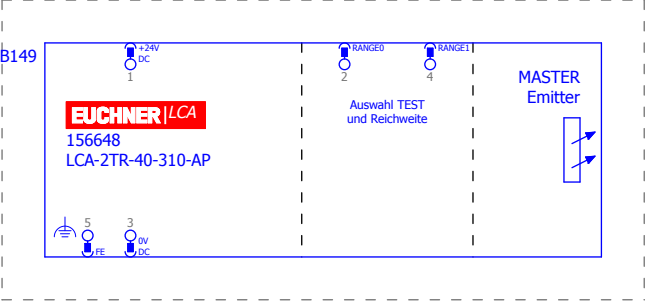 B149
+24V
DC
1
RANGE0
2
RANGE1
4
MASTER
Emitter
EUCHNER LCA
Auswahl TEST
und Reichweite
156648
LCA-2TR-40-310-AP
5
FE
3
0V
DC